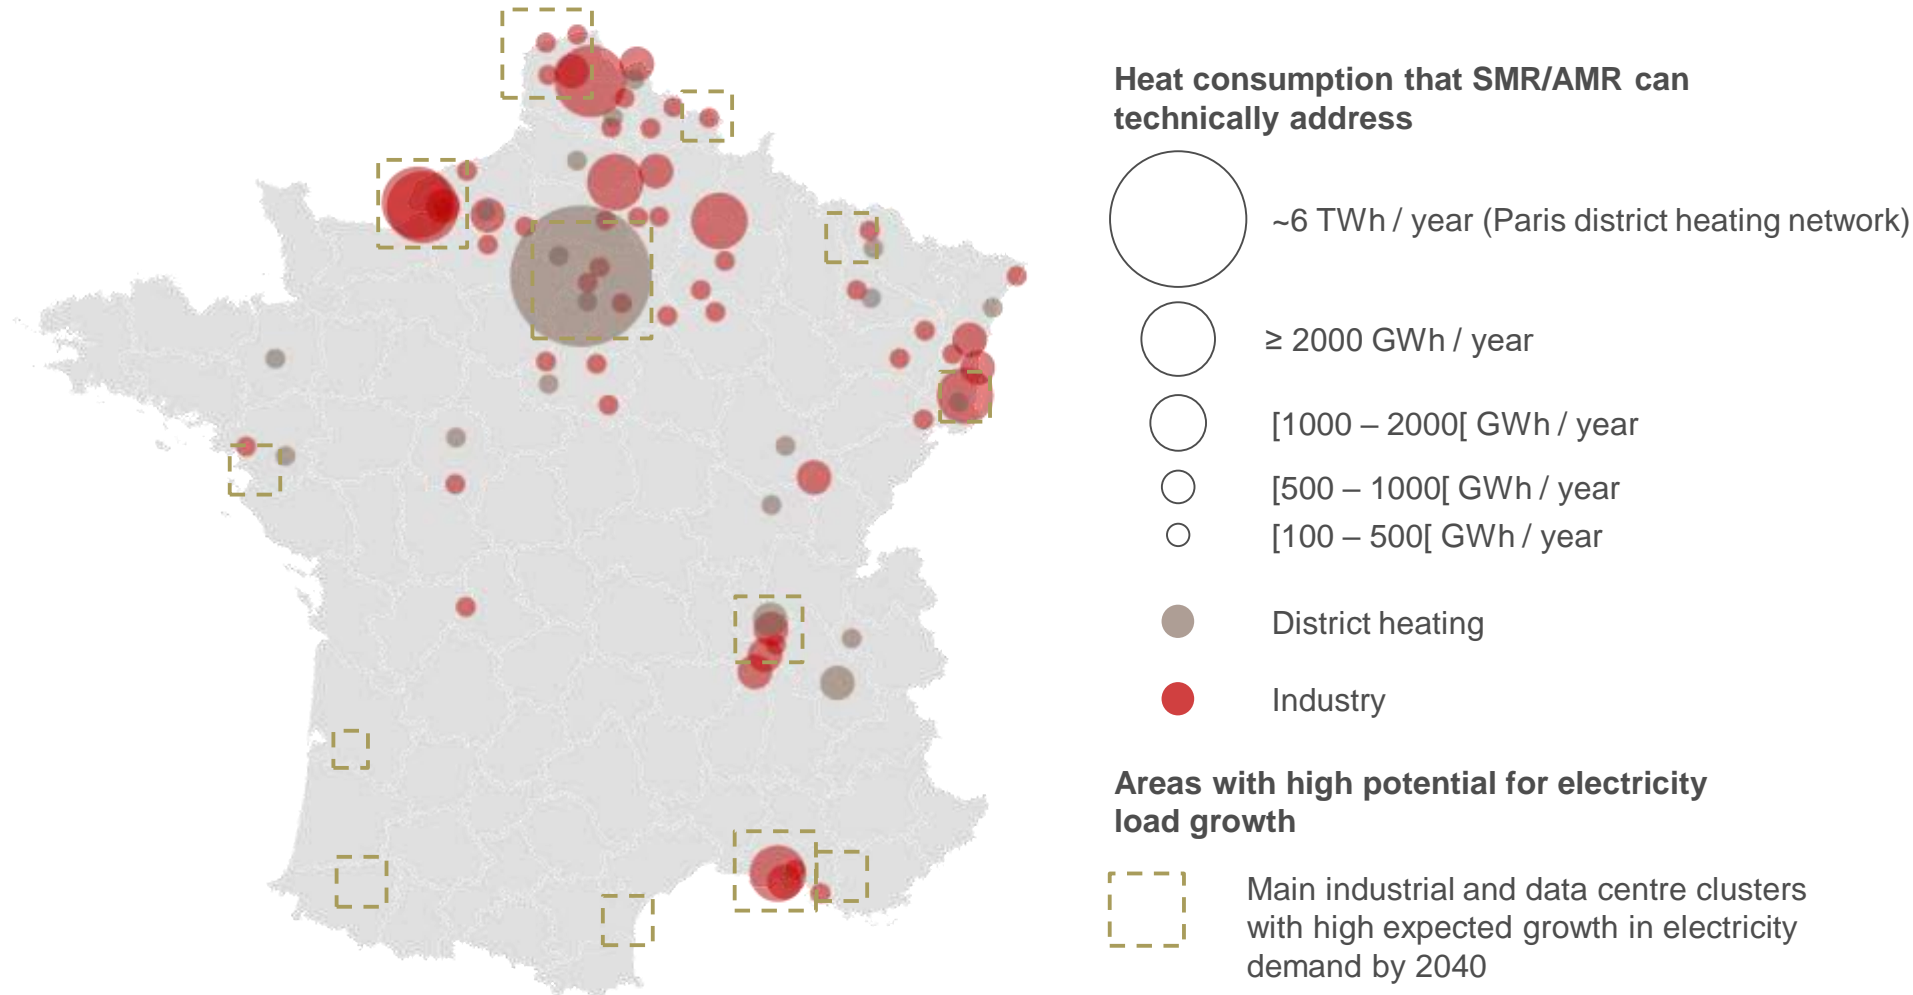 Heat consumption that SMR/AMR can
technically address
~6 TWh / year (Paris district heating network)
≥ 2000 GWh / year
[1000 – 2000[ GWh / year
[500 – 1000[ GWh / year
[100 – 500[ GWh / year
District heating
Industry
Areas with high potential for electricity
load growth
Main industrial and data centre clusters
with high expected growth in electricity
demand by 2040